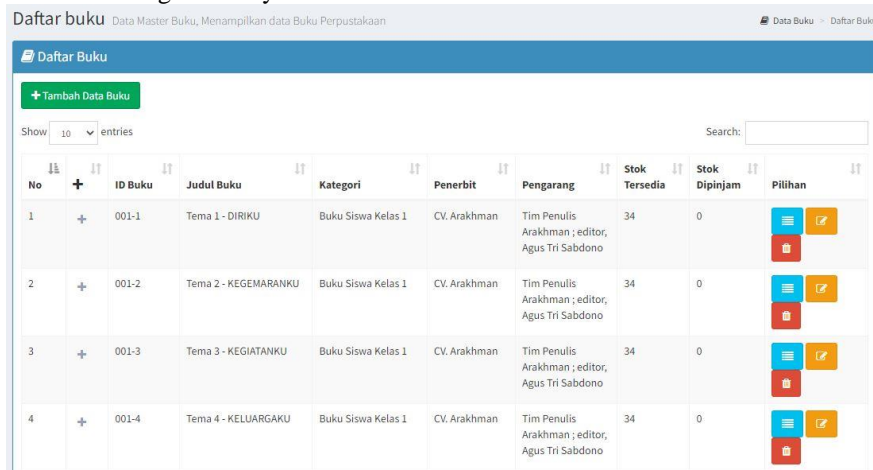 Daftar buku Data Master Buku, Menampilkan data Buku Perpustakaan Data Buku > Daftar Buku
Daftar Buku
+ Tambah Data Buku
Show 10 entries Search:
No + ID Buku Judul Buku Kategori Penerbit Pengarang Stok Tersedia Stok Dipinjam Pilihan
1 + 001-1 Tema 1 - DIRIKU Buku Siswa Kelas 1 CV. Arakhman Tim Penulis 34 0
Arakhman ; editor,
Agus Tri Sabdono
2 + 001-2 Tema 2 - KEGEMARANKU Buku Siswa Kelas 1 CV. Arakhman Tim Penulis 34 0
Arakhman ; editor,
Agus Tri Sabdono
3 + 001-3 Tema 3 - KEGIATANKU Buku Siswa Kelas 1 CV. Arakhman Tim Penulis 34 0
Arakhman ; editor,
Agus Tri Sabdono
4 + 001-4 Tema 4 - KELUARGAKU Buku Siswa Kelas 1 CV. Arakhman Tim Penulis 34 0
Arakhman ; editor,
Agus Tri Sabdono